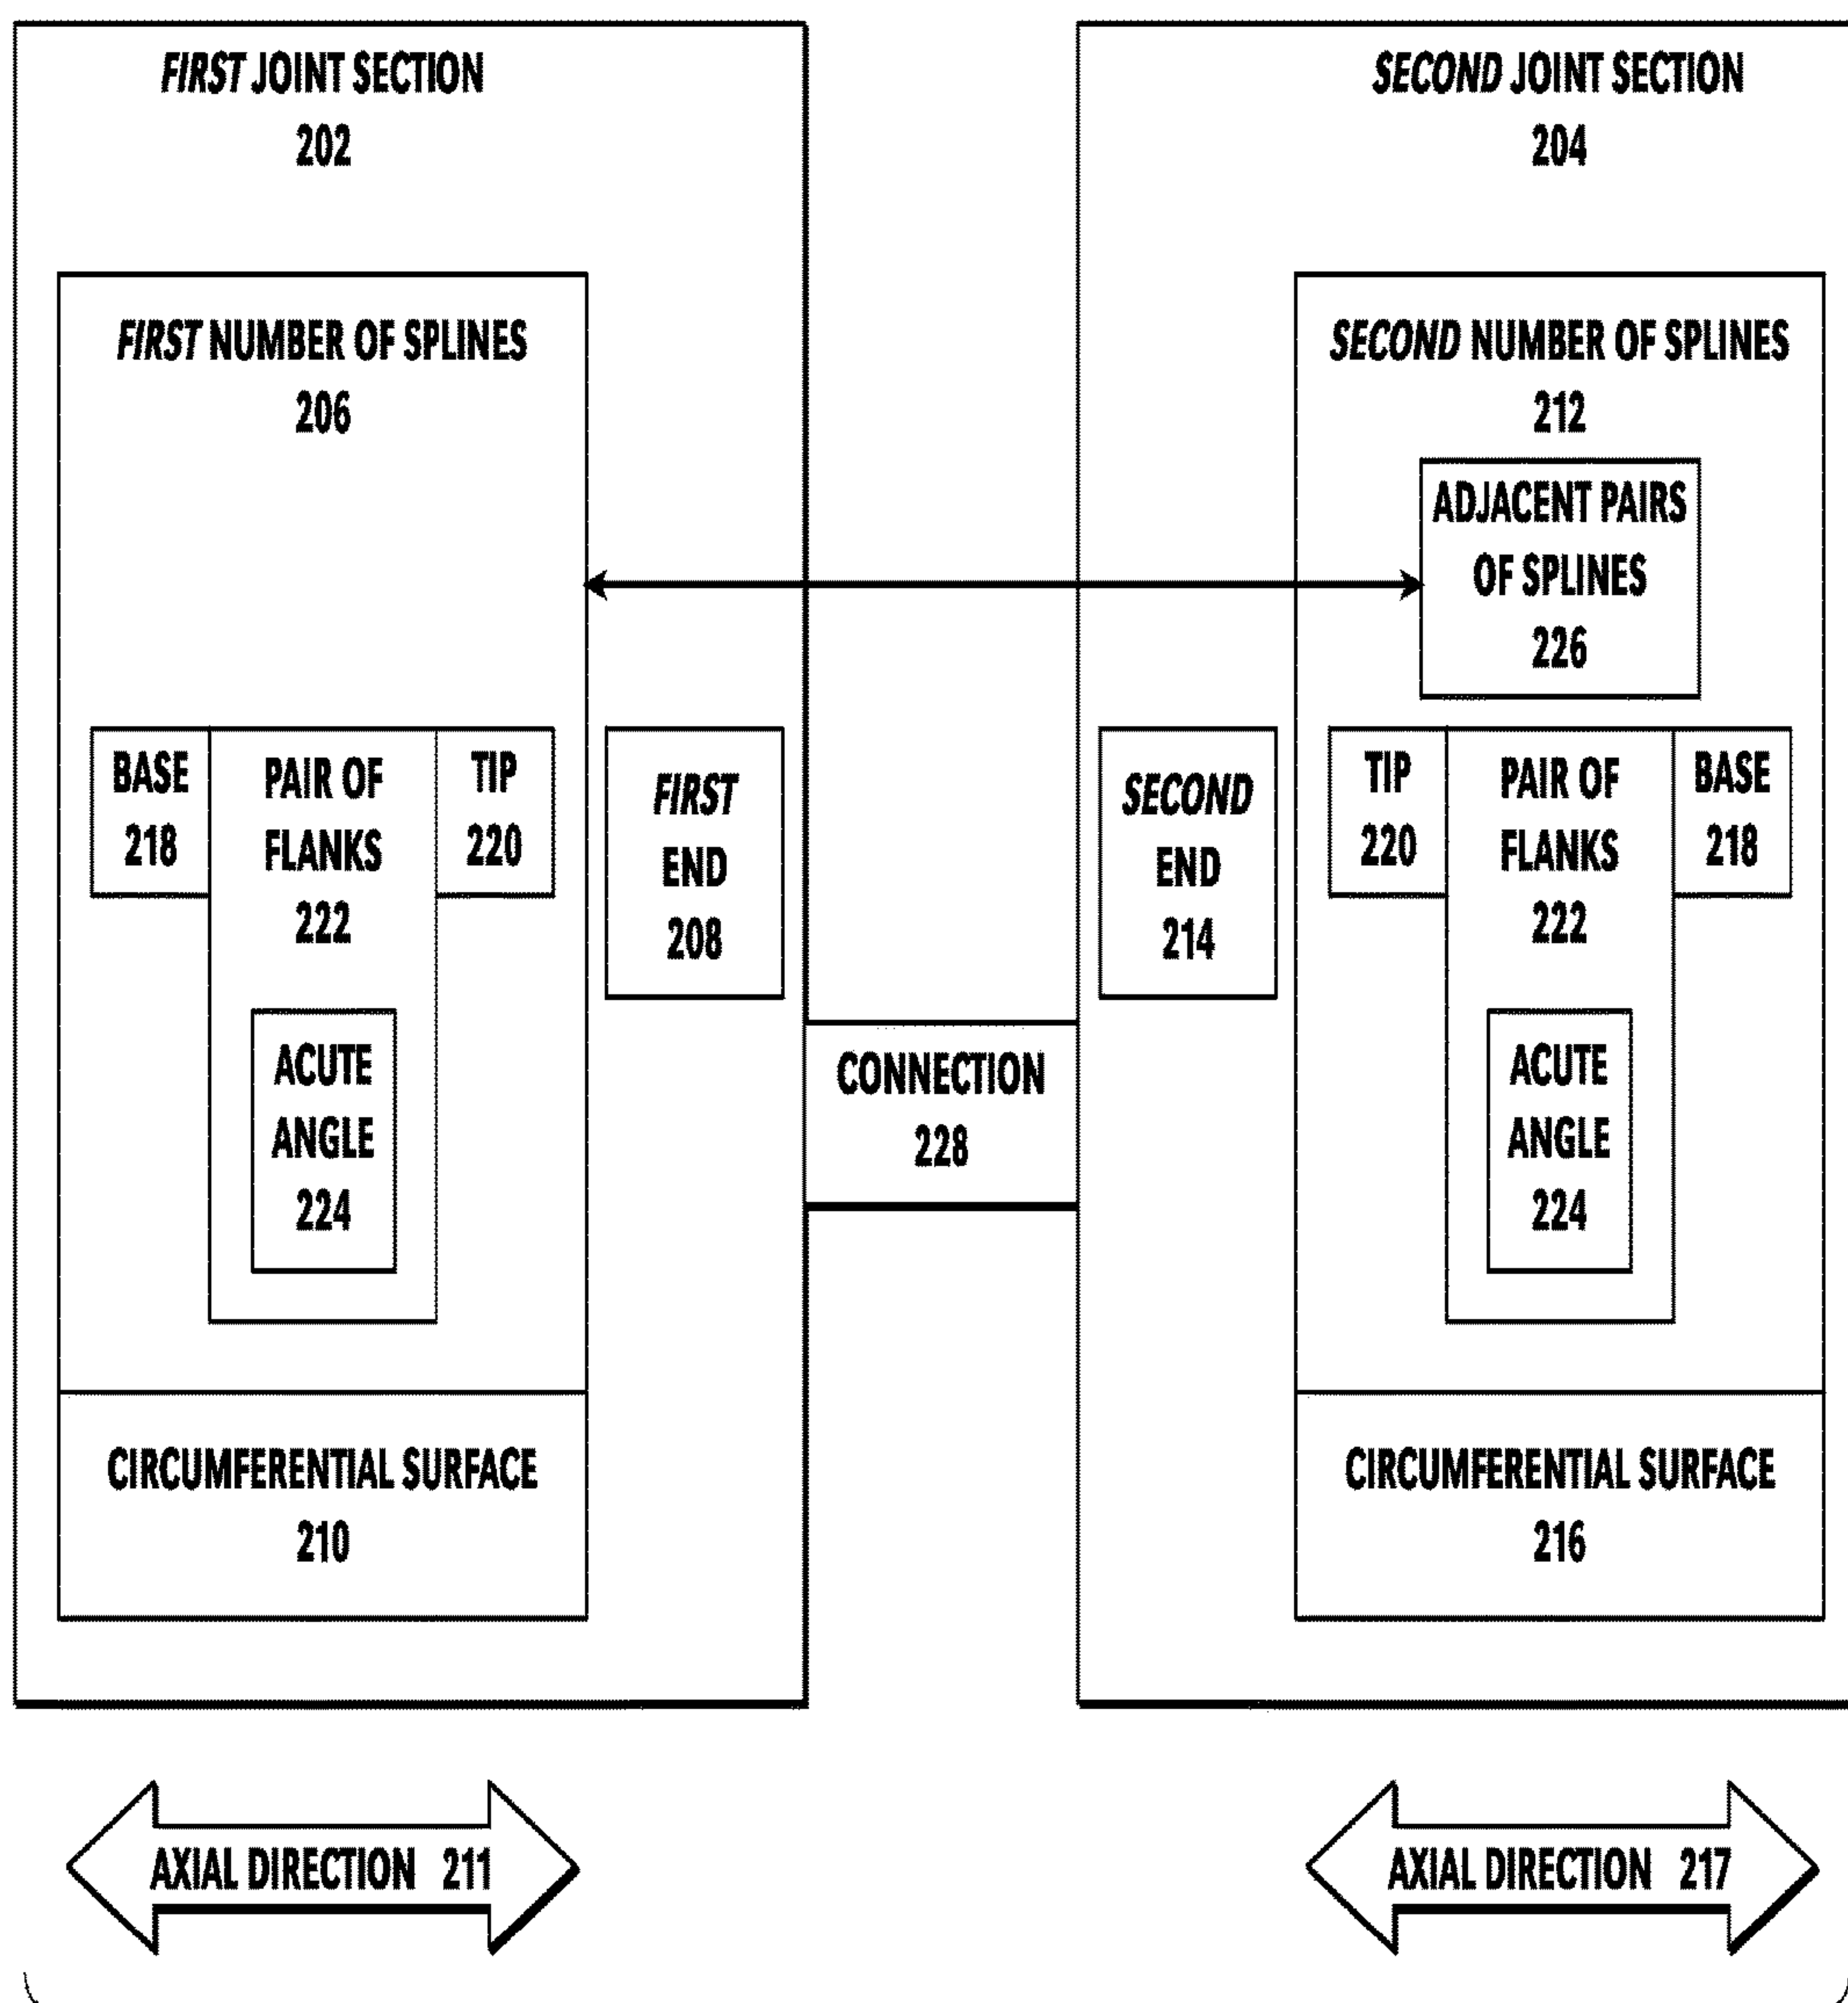 FIRST JOINT SECTION
202
FIRST NUMBER OF SPLINES
206
BASE
218
PAIR OF
FLANKS
222
TIP
220
ACUTE
ANGLE
224
FIRST
END
208
CIRCUMFERENTIAL SURFACE
210
AXIAL DIRECTION 211
CONNECTION
228
SECOND JOINT SECTION
204
SECOND NUMBER OF SPLINES
212
ADJACENT PAIRS
OF SPLINES
226
SECOND
END
214
TIP
220
PAIR OF
FLANKS
222
BASE
218
ACUTE
ANGLE
224
CIRCUMFERENTIAL SURFACE
216
AXIAL DIRECTION 217